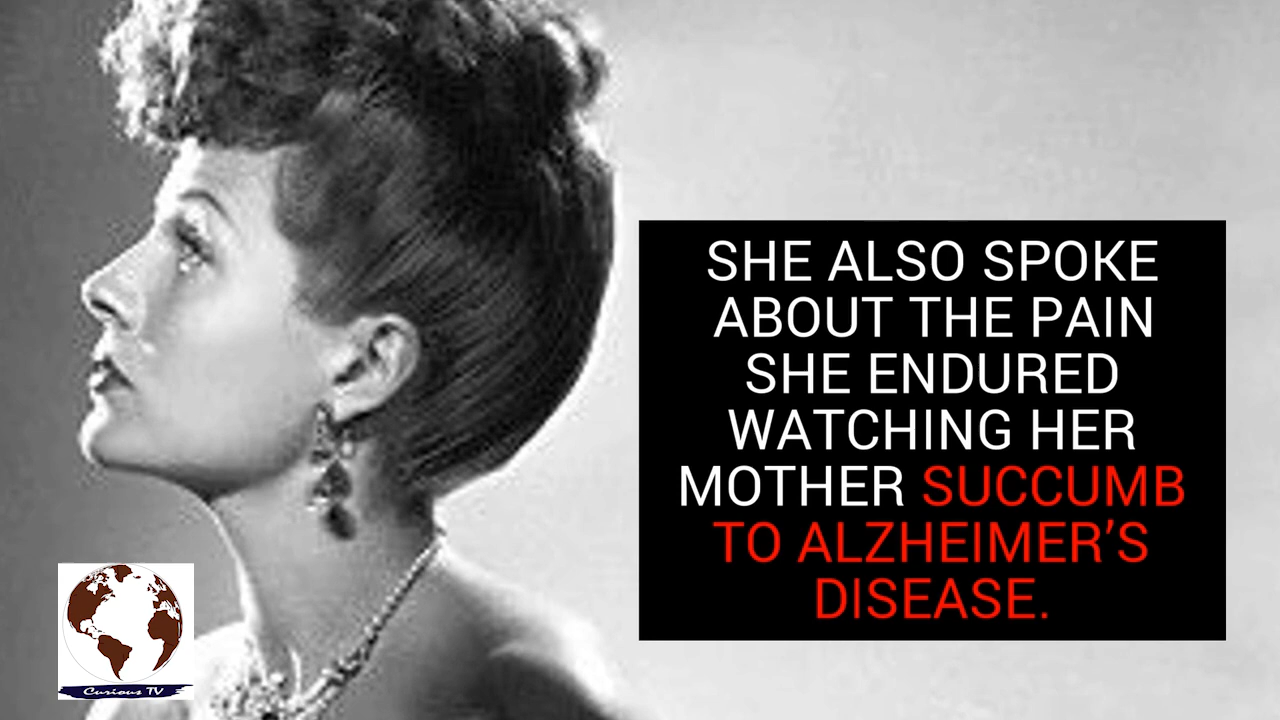 SHE ALSO SPOKE
ABOUT THE PAIN
SHE ENDURED
WATCHING HER
MOTHER SUCCUMB
TO ALZHEIMER’S
DISEASE.
Curious TV